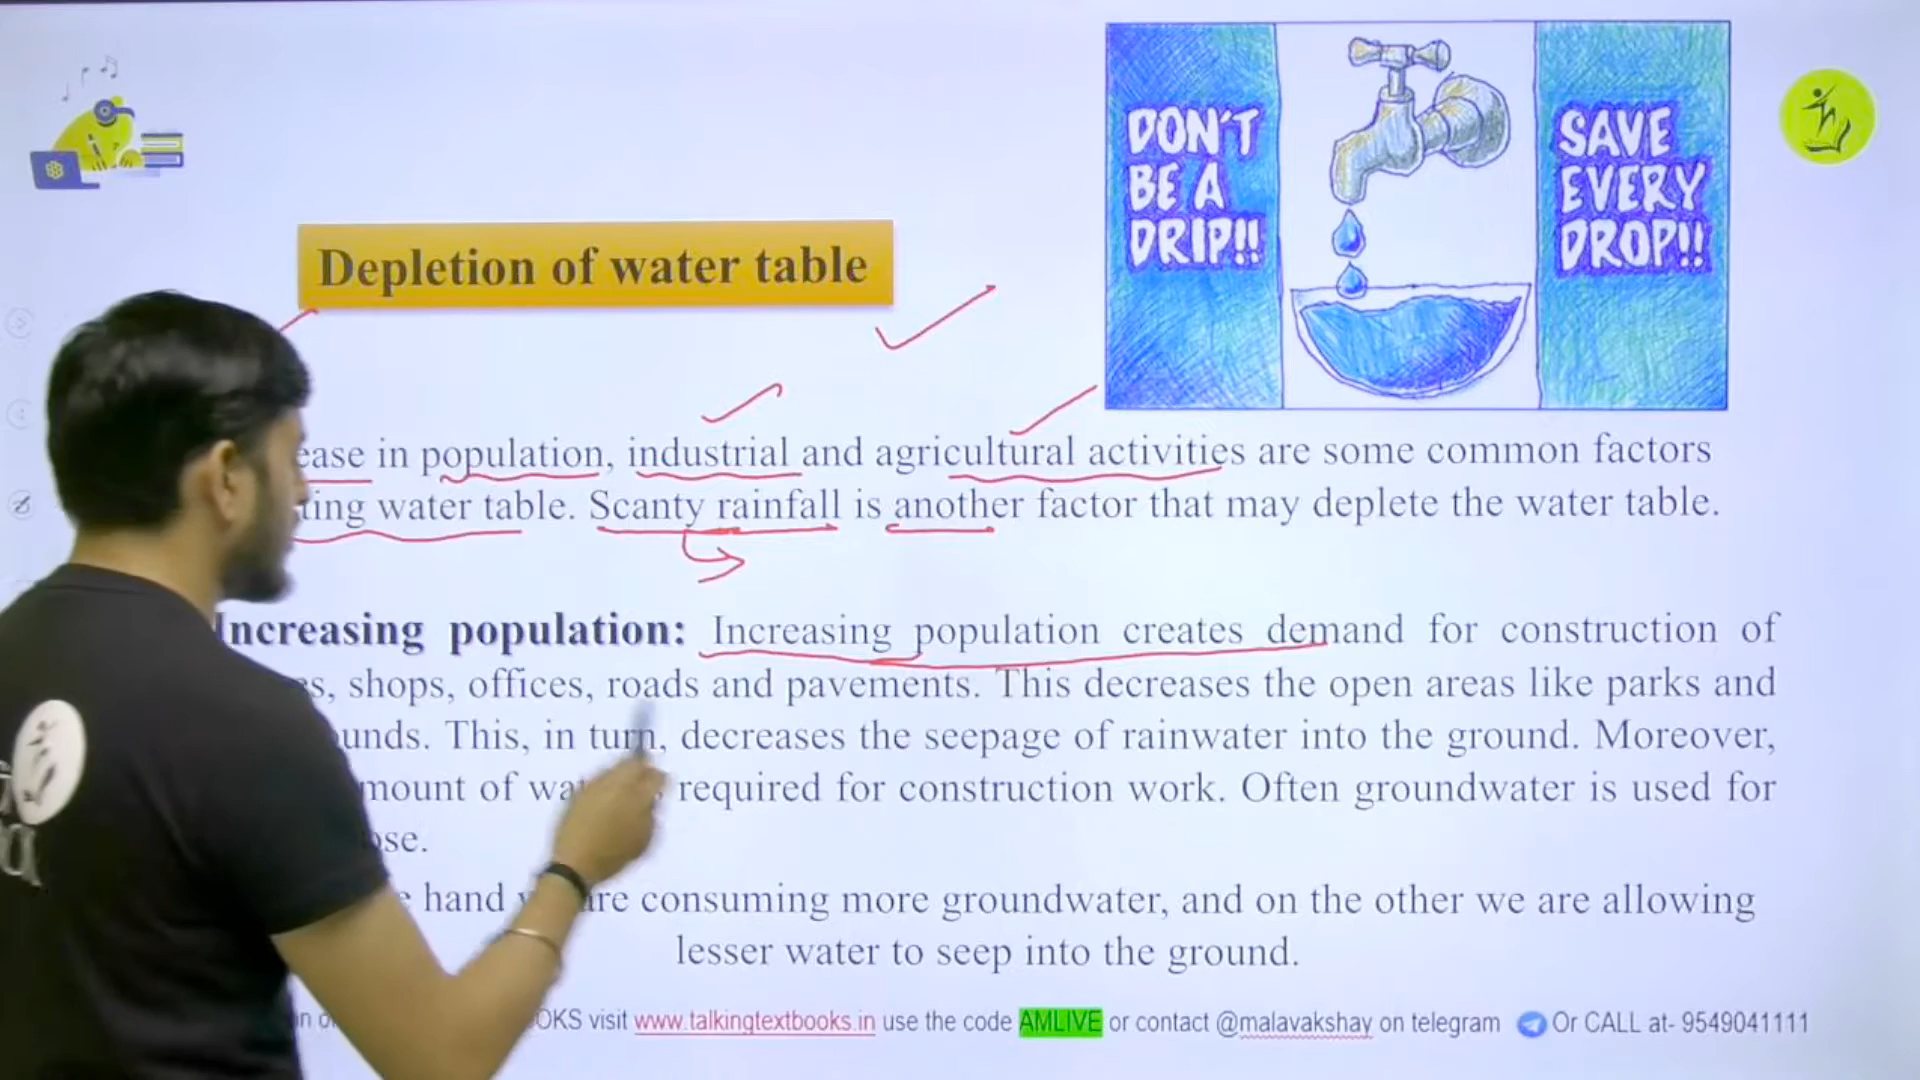 DON'T
BE A
DRIP!!
SAVE
EVERY
DROP!!
Depletion of water table
ease in population, industrial and agricultural activities are some common factors
ting water table. Scanty rainfall is another factor that may deplete the water table.
Increasing population: Increasing population creates demand for construction of
s, shops, offices, roads and pavements. This decreases the open areas like parks and
unds. This, in turn, decreases the seepage of rainwater into the ground. Moreover,
mount of wa required for construction work. Often groundwater is used for
ose.
e hand are consuming more groundwater, and on the other we are allowing
lesser water to seep into the ground.
OKS visit www.talkingtextbooks.in use the code AMLIVE or contact @malavakshay on telegram Or CALL at- 9549041111